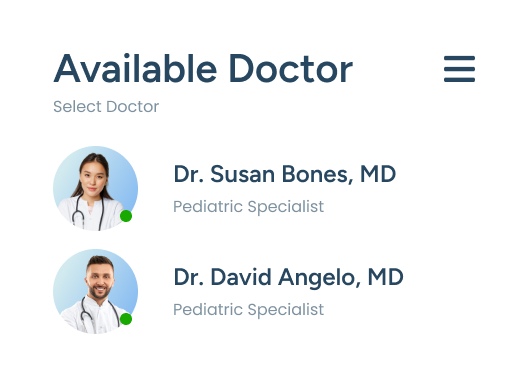 Available Doctor
Select Doctor
Dr. Susan Bones, MD
Pediatric Specialist
Dr. David Angelo, MD
Pediatric Specialist